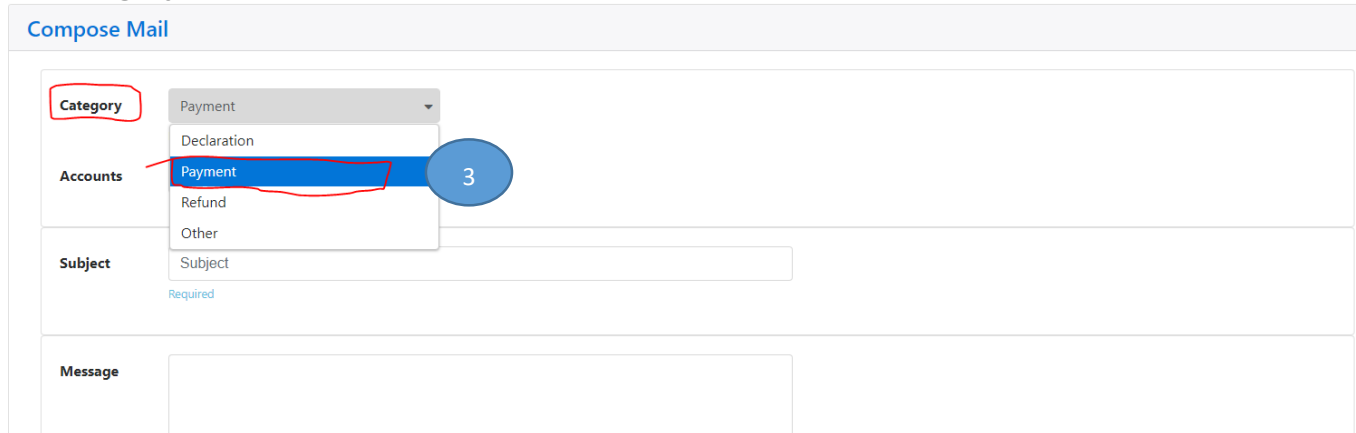 Compose Mail
Category
Payment
Declaration
Accounts
Payment
3
Refund
Other
Subject
Subject
Required
Message